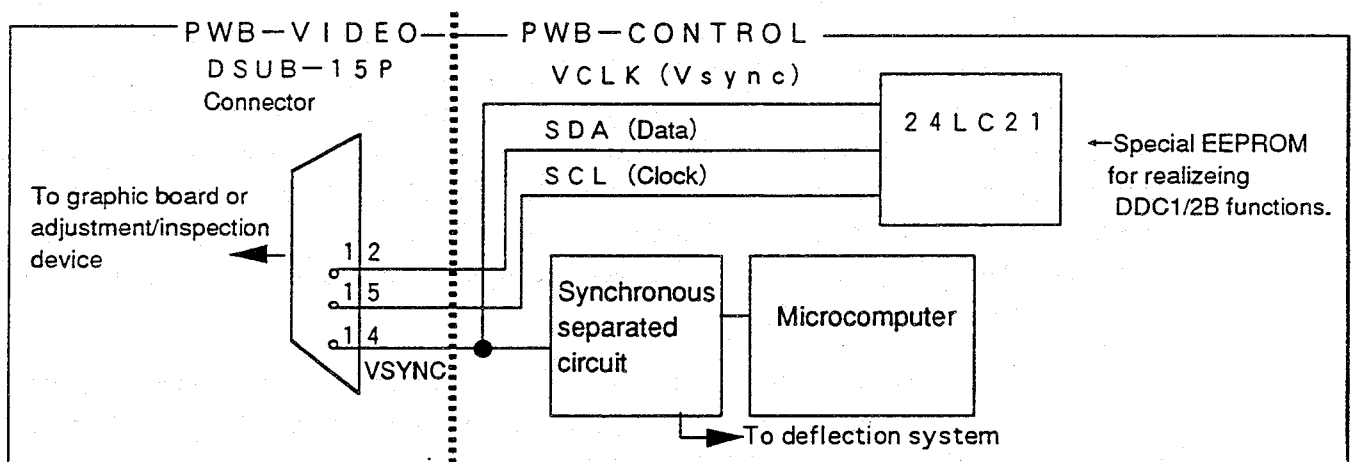 PWB-VIDEO
PWB-CONTROL
DSUB-15P
Connector
VCLK (Vsync)
SDA (Data)
SCL (Clock)
24LC21
←Special EEPROM
for realizeing
DDC1/2B functions.
To graphic board or
adjustment/inspection
device
12
15
14
VSYNC
Synchronous
separated
circuit
Microcomputer
To deflection system